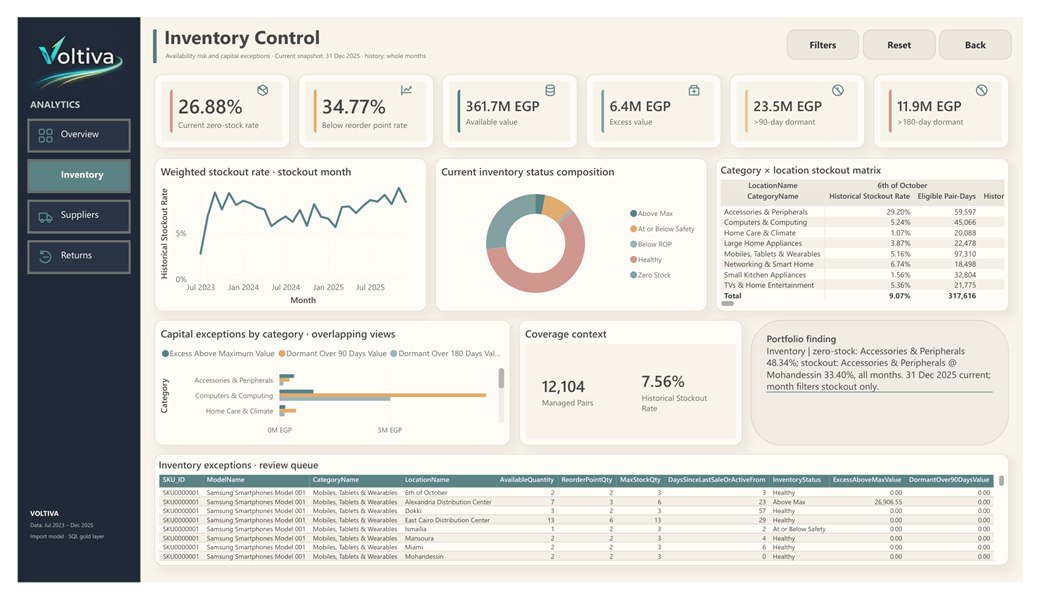 Voltiva
ANALYTICS
Overview
Inventory
Suppliers
Returns
VOLTIVA
Data: Jul 2023 – Dec 2025
Import model · SQL gold layer
Inventory Control
Availability risk and capital exceptions · Current snapshot: 31 Dec 2025 · history: whole months
Filters
Reset
Back
26.88%
Current zero-stock rate
34.77%
Below reorder point rate
361.7M EGP
Available value
6.4M EGP
Excess value
23.5M EGP
>90-day dormant
11.9M EGP
>180-day dormant
Weighted stockout rate · stockout month
Historical Stockout Rate
5%
0%
Jul 2023 Jan 2024 Jul 2024 Jan 2025 Jul 2025
Month
Current inventory status composition
Above Max
At or Below Safety
Below ROP
Healthy
Zero Stock
Category × location stockout matrix
LocationName 6th of October
CategoryName Historical Stockout Rate Eligible Pair-Days Histor
Accessories & Peripherals 29.20% 59,597
Computers & Computing 5.24% 45,066
Home Care & Climate 1.07% 20,088
Large Home Appliances 3.87% 22,478
Mobiles, Tablets & Wearables 5.16% 97,310
Networking & Smart Home 6.74% 18,498
Small Kitchen Appliances 1.56% 32,804
TVs & Home Entertainment 5.36% 21,775
Total 9.07% 317,616
Capital exceptions by category · overlapping views
Excess Above Maximum Value Dormant Over 90 Days Value Dormant Over 180 Days Val...
Category
Accessories & Peripherals
Computers & Computing
Home Care & Climate
0M EGP 5M EGP
Coverage context
12,104
Managed Pairs
7.56%
Historical Stockout
Rate
Portfolio finding
Inventory | zero-stock: Accessories & Peripherals
48.34%; stockout: Accessories & Peripherals @
Mohandessin 33.40%, all months. 31 Dec 2025 current;
month filters stockout only.
Inventory exceptions · review queue
SKU_ID ModelName CategoryName LocationName AvailableQuantity ReorderPointQty MaxStockQty DaysSinceLastSaleOrActiveFrom InventoryStatus ExcessAboveMaxValue DormantOver90DaysValue
SKU0000001 Samsung Smartphones Model 001 Mobiles, Tablets & Wearables 6th of October 2 2 3 3 Healthy 0.00 0.00
SKU0000001 Samsung Smartphones Model 001 Mobiles, Tablets & Wearables Alexandria Distribution Center 7 3 6 23 Above Max 26,906.55 0.00
SKU0000001 Samsung Smartphones Model 001 Mobiles, Tablets & Wearables Dokki 3 2 3 57 Healthy 0.00 0.00
SKU0000001 Samsung Smartphones Model 001 Mobiles, Tablets & Wearables East Cairo Distribution Center 13 6 13 29 Healthy 0.00 0.00
SKU0000001 Samsung Smartphones Model 001 Mobiles, Tablets & Wearables Ismailia 1 2 3 2 At or Below Safety 0.00 0.00
SKU0000001 Samsung Smartphones Model 001 Mobiles, Tablets & Wearables Mansoura 2 2 3 4 Healthy 0.00 0.00
SKU0000001 Samsung Smartphones Model 001 Mobiles, Tablets & Wearables Miami 2 2 3 6 Healthy 0.00 0.00
SKU0000001 Samsung Smartphones Model 001 Mobiles, Tablets & Wearables Mohandessin 2 2 3 0 Healthy 0.00 0.00